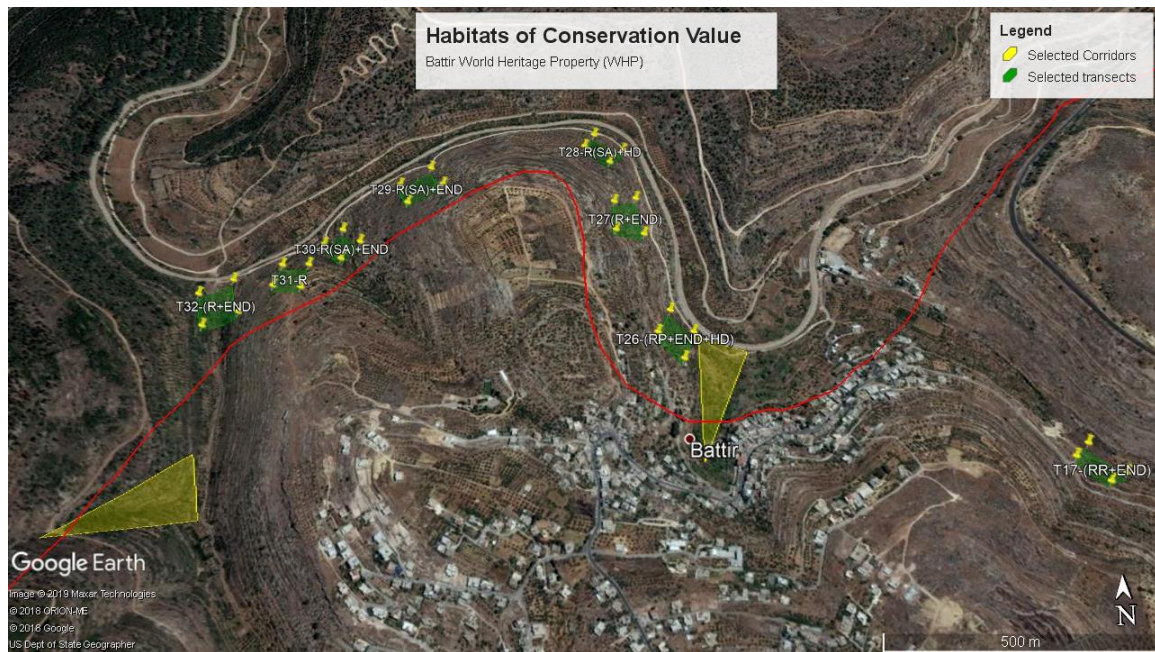 Habitats of Conservation Value
Battir World Heritage Property (WHP)
Legend
Selected Corridors
Selected transects
T28-R(SA)+HD
T29-R(SA)+END
T27(R+END)
T30-R(SA)+END
T31-R
T32-(R+END)
T26-(RP+END+HD)
Battir
T17-(RR+END)
Google Earth
Image © 2019 Maxar Technologies
© 2018 ORION-ME
© 2018 Google
US Dept of State Geographer
N
500 m